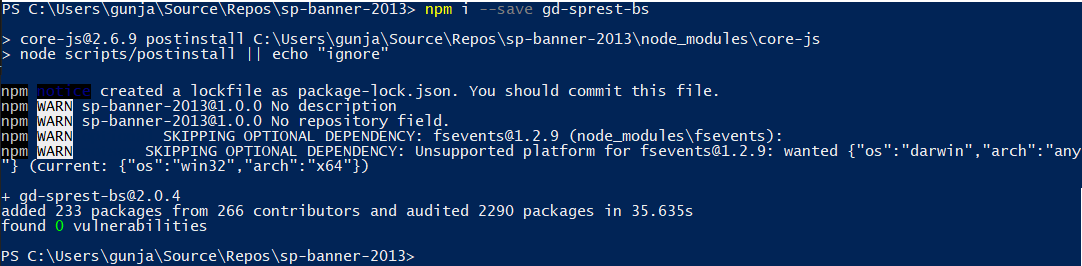 PS C:\Users\gunja\Source\Repos\sp-banner-2013> npm i --save gd-sprest-bs
> core-js@2.6.9 postinstall C:\Users\gunja\Source\Repos\sp-banner-2013\node_modules\core-js
> node scripts/postinstall || echo "ignore"
npm notice created a lockfile as package-lock.json. You should commit this file.
npm WARN sp-banner-2013@1.0.0 No description
npm WARN sp-banner-2013@1.0.0 No repository field.
npm WARN SKIPPING OPTIONAL DEPENDENCY: fsevents@1.2.9 (node_modules\fsevents):
npm WARN SKIPPING OPTIONAL DEPENDENCY: Unsupported platform for fsevents@1.2.9: wanted {"os":"darwin","arch":"any
"} (current: {"os":"win32","arch":"x64"})
+ gd-sprest-bs@2.0.4
added 233 packages from 266 contributors and audited 2290 packages in 35.635s
found 0 vulnerabilities
PS C:\Users\gunja\Source\Repos\sp-banner-2013>